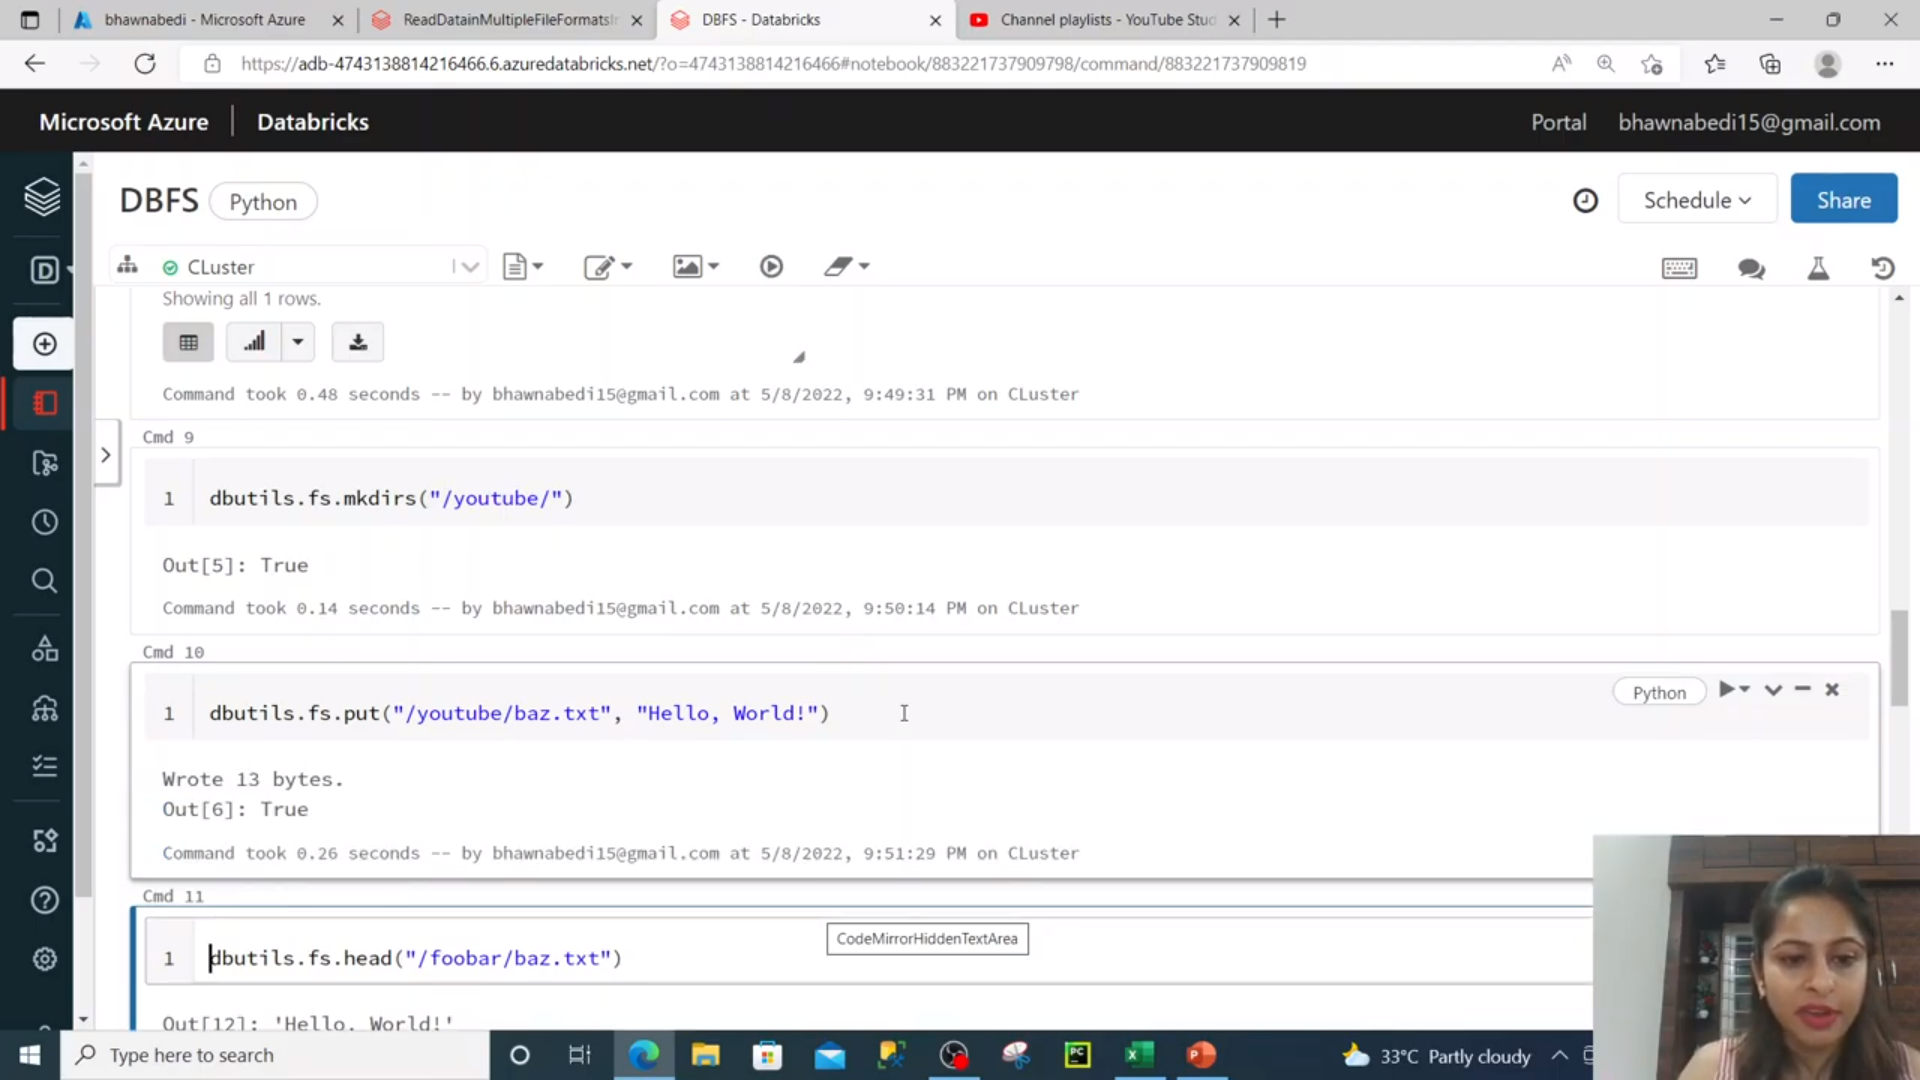 bhawnabedi - Microsoft Azure
ReadDatainMultipleFileFormatsIn
DBFS - Databricks
Channel playlists - YouTube Stud
https://adb-4743138814216466.6.azuredatabricks.net/?o=4743138814216466#notebook/883221737909798/command/883221737909819
Microsoft Azure | Databricks
Portal
bhawnabedi15@gmail.com
DBFS
Python
Schedule
Share
CLuster
Showing all 1 rows.
Command took 0.48 seconds -- by bhawnabedi15@gmail.com at 5/8/2022, 9:49:31 PM on CLuster
Cmd 9
1 dbutils.fs.mkdirs("/youtube/")
Out[5]: True
Command took 0.14 seconds -- by bhawnabedi15@gmail.com at 5/8/2022, 9:50:14 PM on CLuster
Cmd 10
Python
1 dbutils.fs.put("/youtube/baz.txt", "Hello, World!")
Wrote 13 bytes.
Out[6]: True
Command took 0.26 seconds -- by bhawnabedi15@gmail.com at 5/8/2022, 9:51:29 PM on CLuster
Cmd 11
CodeMirrorHiddenTextArea
1 dbutils.fs.head("/foobar/baz.txt")
Out[12]: 'Hello, World!'
Type here to search
33°C Partly cloudy